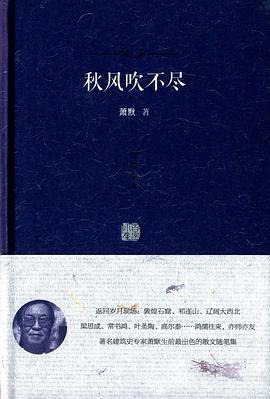 秋风吹不尽
萧默 著
返回岁月现场：敦煌石窟、祁连山、辽阔大西北
梁思成、常书鸿、叶圣陶、高尔泰……鸿儒往来，亦师亦友
著名建筑史专家萧默生前最出色的散文随笔集